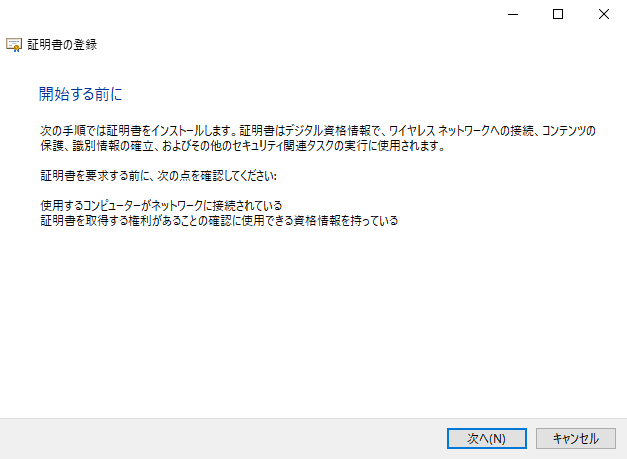 証明書の登録
開始する前に
次の手順では証明書をインストールします。証明書はデジタル資格情報で、ワイヤレス ネットワークへの接続、コンテンツの
保護、識別情報の確立、およびその他のセキュリティ関連タスクの実行に使用されます。
証明書を要求する前に、次の点を確認してください:
使用するコンピューターがネットワークに接続されている
証明書を取得する権利があることの確認に使用できる資格情報を持っている
次へ(N)
キャンセル